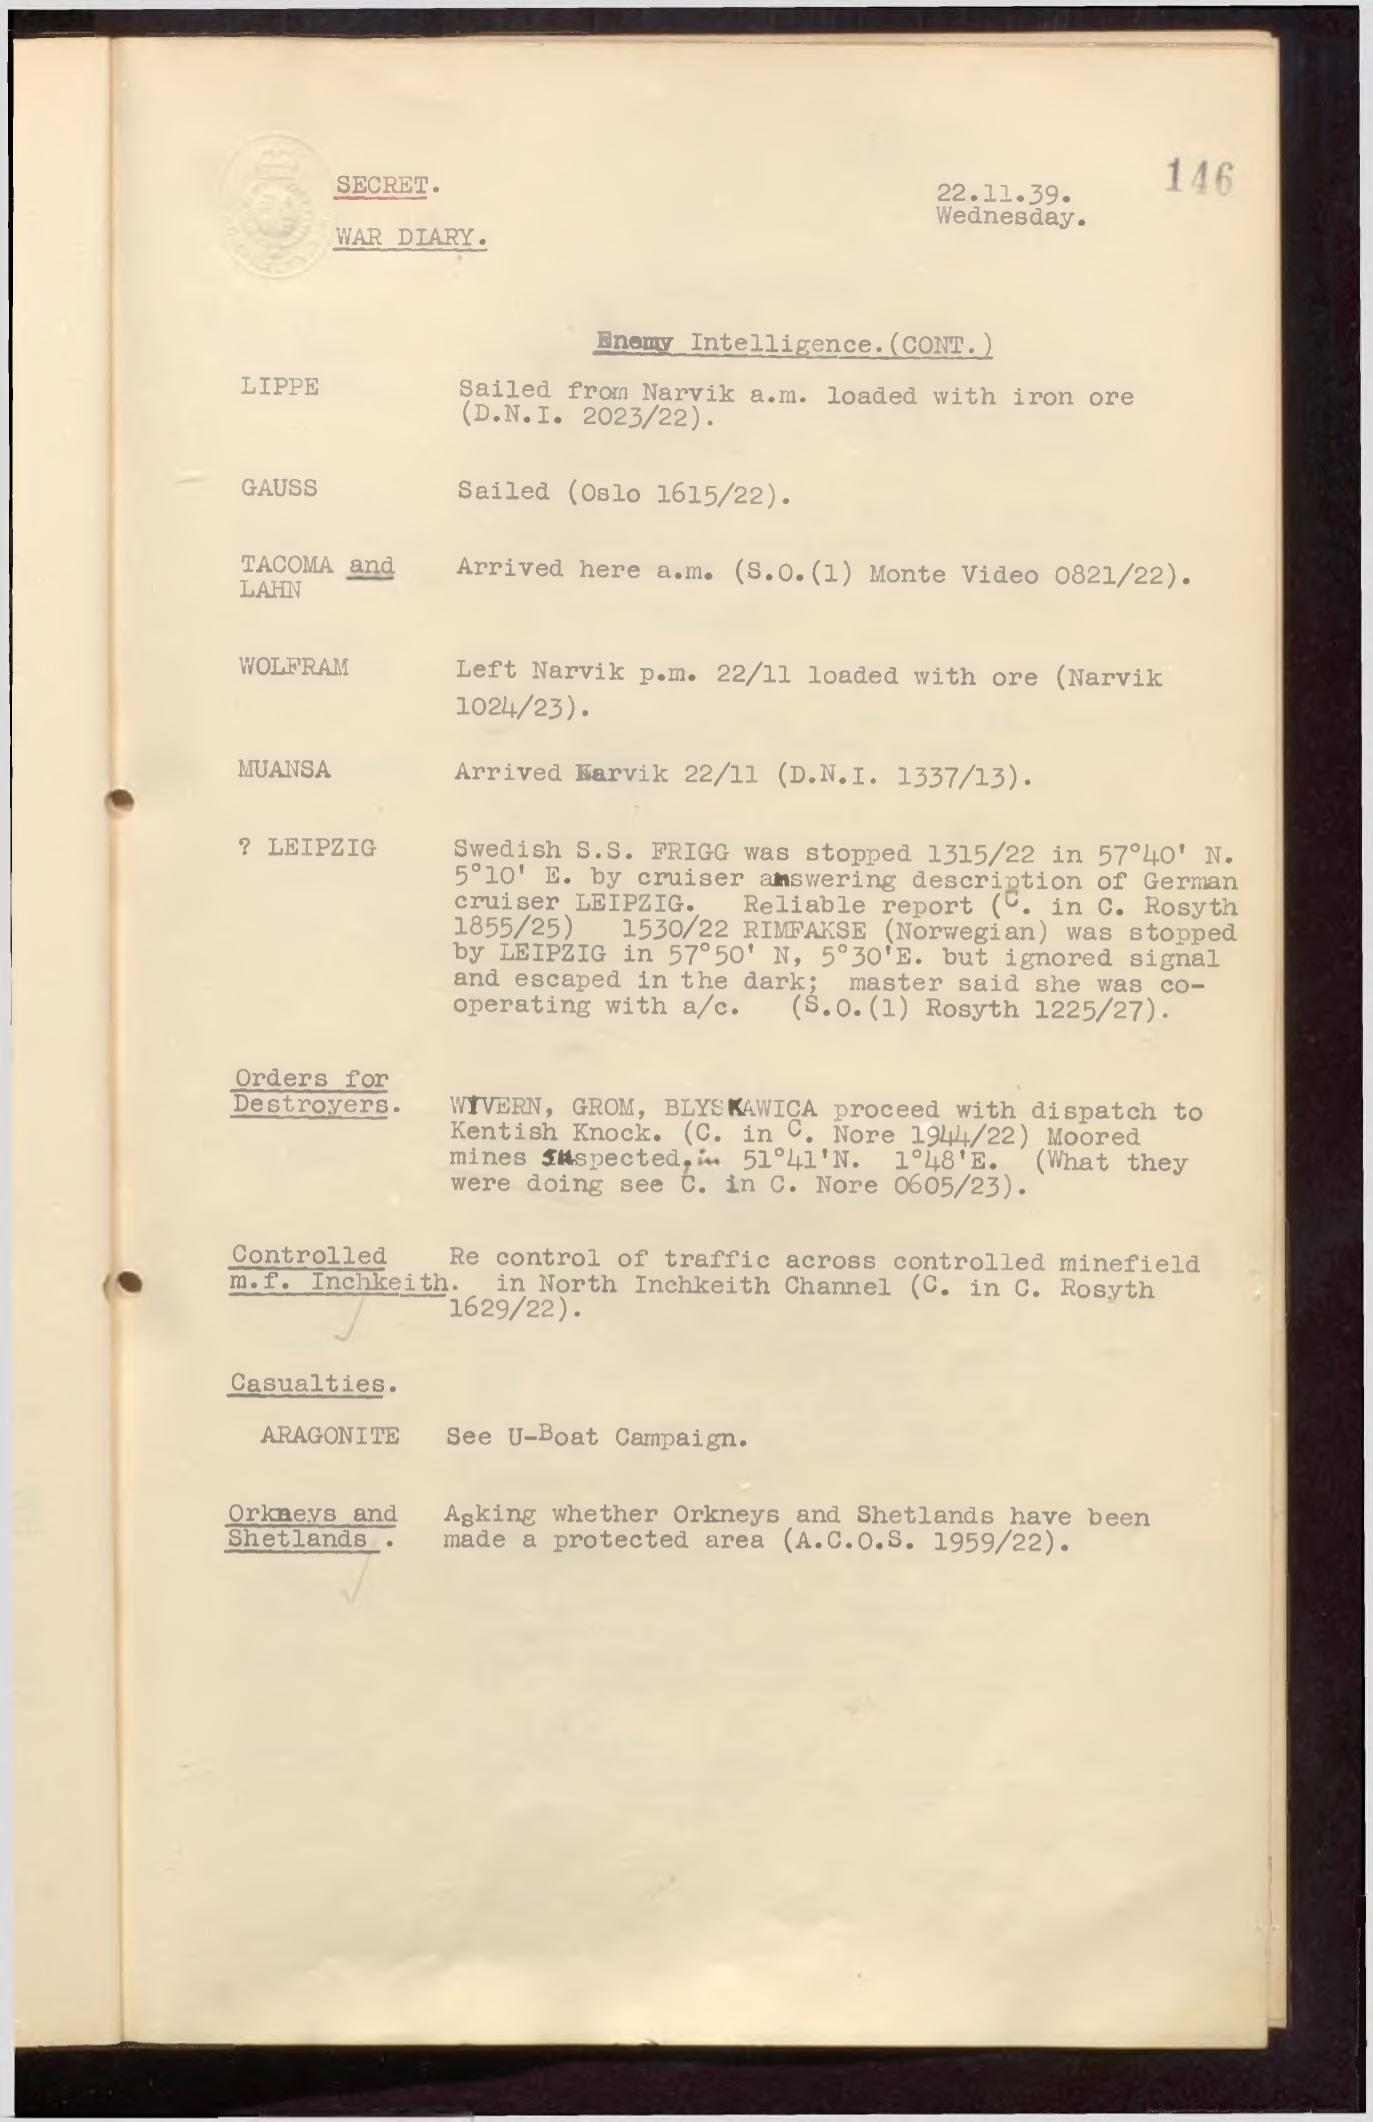 146
SECRET.
22.11.39.
Wednesday.
WAR DIARY.
Enemy Intelligence.(CONT.)
LIPPE Sailed from Narvik a.m. loaded with iron ore
(D.N.I. 2023/22).
GAUSS Sailed (Oslo 1615/22).
TACOMA and Arrived here a.m. (S.O.(1) Monte Video 0821/22).
LAHN
WOLFRAM Left Narvik p.m. 22/11 loaded with ore (Narvik
1024/23).
MUANSA Arrived Narvik 22/11 (D.N.I. 1337/13).
? LEIPZIG Swedish S.S. FRIGG was stopped 1315/22 in 57°40' N.
5°10' E. by cruiser answering description of German
cruiser LEIPZIG. Reliable report (C. in C. Rosyth
1855/25) 1530/22 RIMFAKSE (Norwegian) was stopped
by LEIPZIG in 57°50' N, 5°30'E. but ignored signal
and escaped in the dark; master said she was co-
operating with a/c. (S.O.(1) Rosyth 1225/27).
Orders for
Destroyers. WYVERN, GROM, BLYSKAWICA proceed with dispatch to
Kentish Knock. (C. in C. Nore 1944/22) Moored
mines suspected, in 51°41'N. 1°48'E. (What they
were doing see C. in C. Nore 0605/23).
Controlled Re control of traffic across controlled minefield
m.f. Inchkeith. in North Inchkeith Channel (C. in C. Rosyth
1629/22).
Casualties.
ARAGONITE See U-Boat Campaign.
Orkneys and Asking whether Orkneys and Shetlands have been
Shetlands . made a protected area (A.C.O.S. 1959/22).